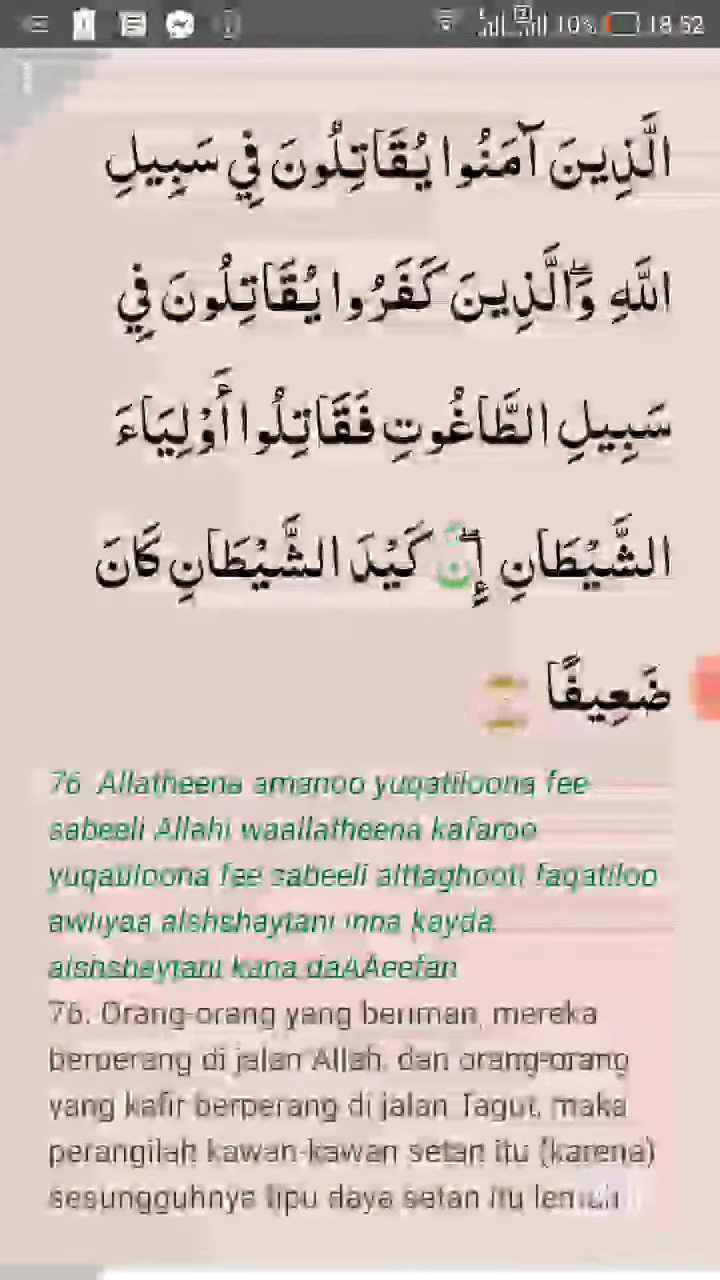 10% 18:52
الَّذِينَ آمَنُوا يُقَاتِلُونَ فِي سَبِيلِ
اللَّهِ ۖ وَالَّذِينَ كَفَرُوا يُقَاتِلُونَ فِي
سَبِيلِ الطَّاغُوتِ فَقَاتِلُوا أَوْلِيَاءَ
الشَّيْطَانِ ۖ إِنَّ كَيْدَ الشَّيْطَانِ كَانَ
ضَعِيفًا
76. Allatheena amanoo yuqatiloona fee
sabeeli Allahi waallatheena kafaroo
yuqatiloona fee sabeeli alttaghooti faqatiloo
awliyaa alshshaytani inna kayda
alshshaytani kana daAAeefan
76. Orang-orang yang beriman, mereka
berperang di jalan Allah, dan orang-orang
yang kafir berperang di jalan Tagut, maka
perangilah kawan-kawan setan itu (karena)
sesungguhnya tipu daya setan itu lemah